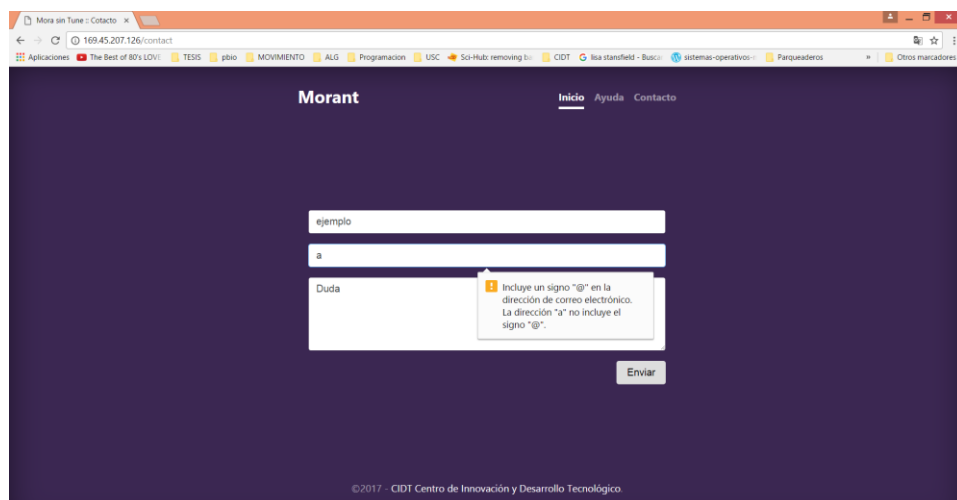 Mora sin Tune :: Cotacto
169.45.207.126/contact
Aplicaciones The Best of 80's LOVE TESIS pbio MOVIMIENTO ALG Programacion USC Sci-Hub: removing ba CIDT lisa stansfield - Busca sistemas-operativos- Parqueaderos » Otros marcadores
Morant Inicio Ayuda Contacto
ejemplo
a
Duda
Incluye un signo "@" en la
dirección de correo electrónico.
La dirección "a" no incluye el
signo "@".
Enviar
©2017 - CIDT Centro de Innovación y Desarrollo Tecnológico.